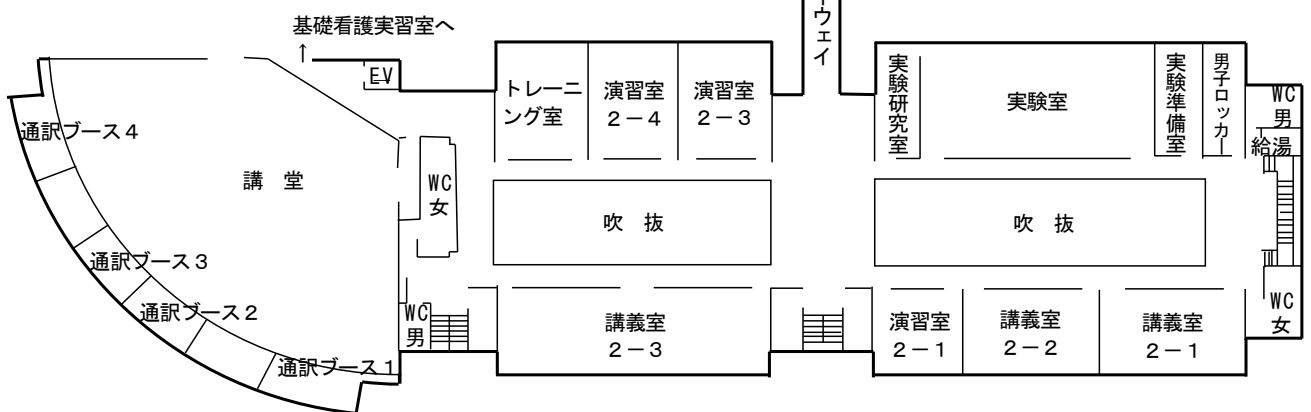 基礎看護実習室へ
↑
EV
ウェイ
トレーニ
ング室
演習室
2－4
演習室
2－3
実験研究室
実験室
実験準備室
男子ロッカー
WC
男
給湯
通訳ブース4
講　堂
WC
女
吹　抜
吹　抜
通訳ブース3
通訳ブース2
通訳ブース1
WC
男
講義室
2－3
演習室
2－1
講義室
2－2
講義室
2－1
WC
女